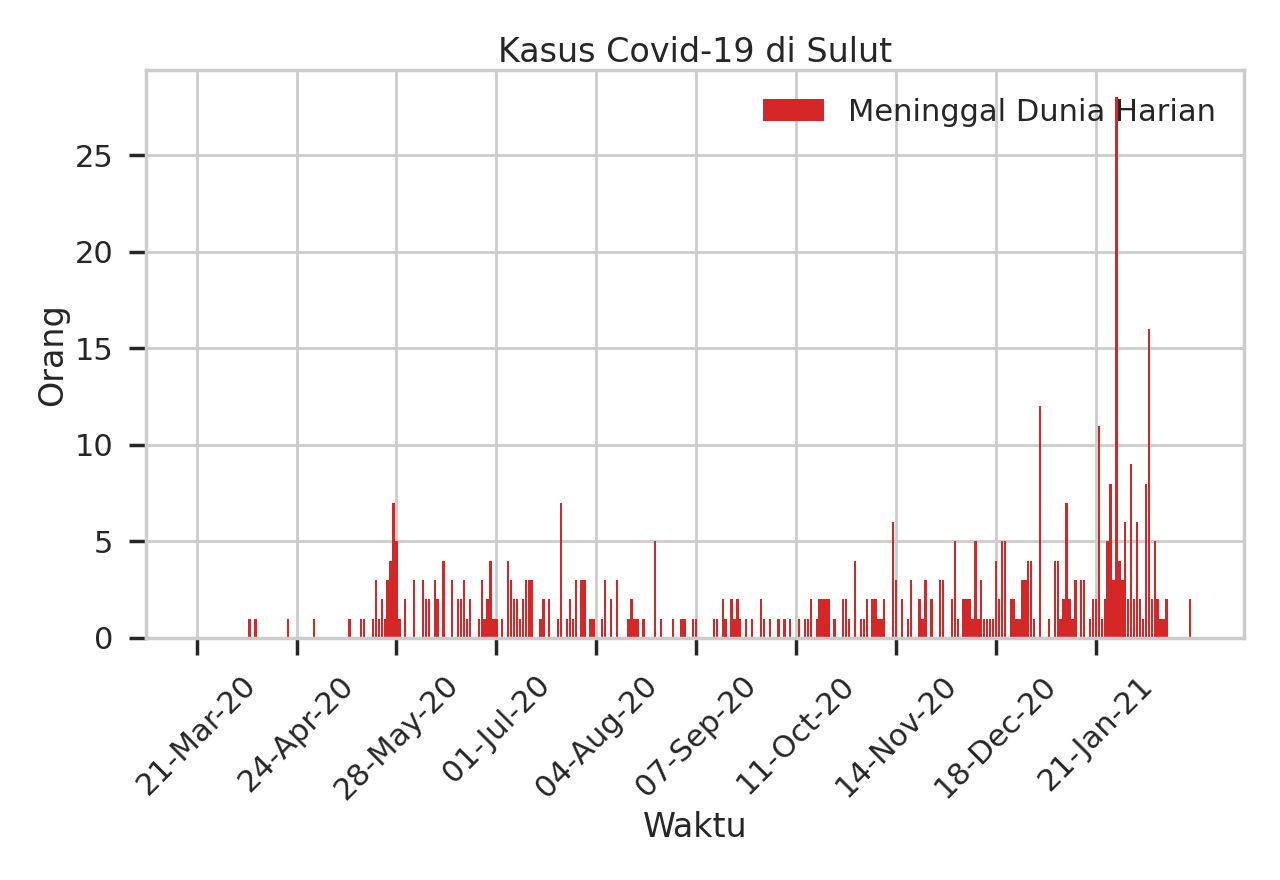 Kasus Covid-19 di Sulut
Meninggal Dunia Harian
Orang
25
20
15
10
5
0
21-Mar-20
24-Apr-20
28-May-20
01-Jul-20
04-Aug-20
07-Sep-20
11-Oct-20
14-Nov-20
18-Dec-20
21-Jan-21
Waktu